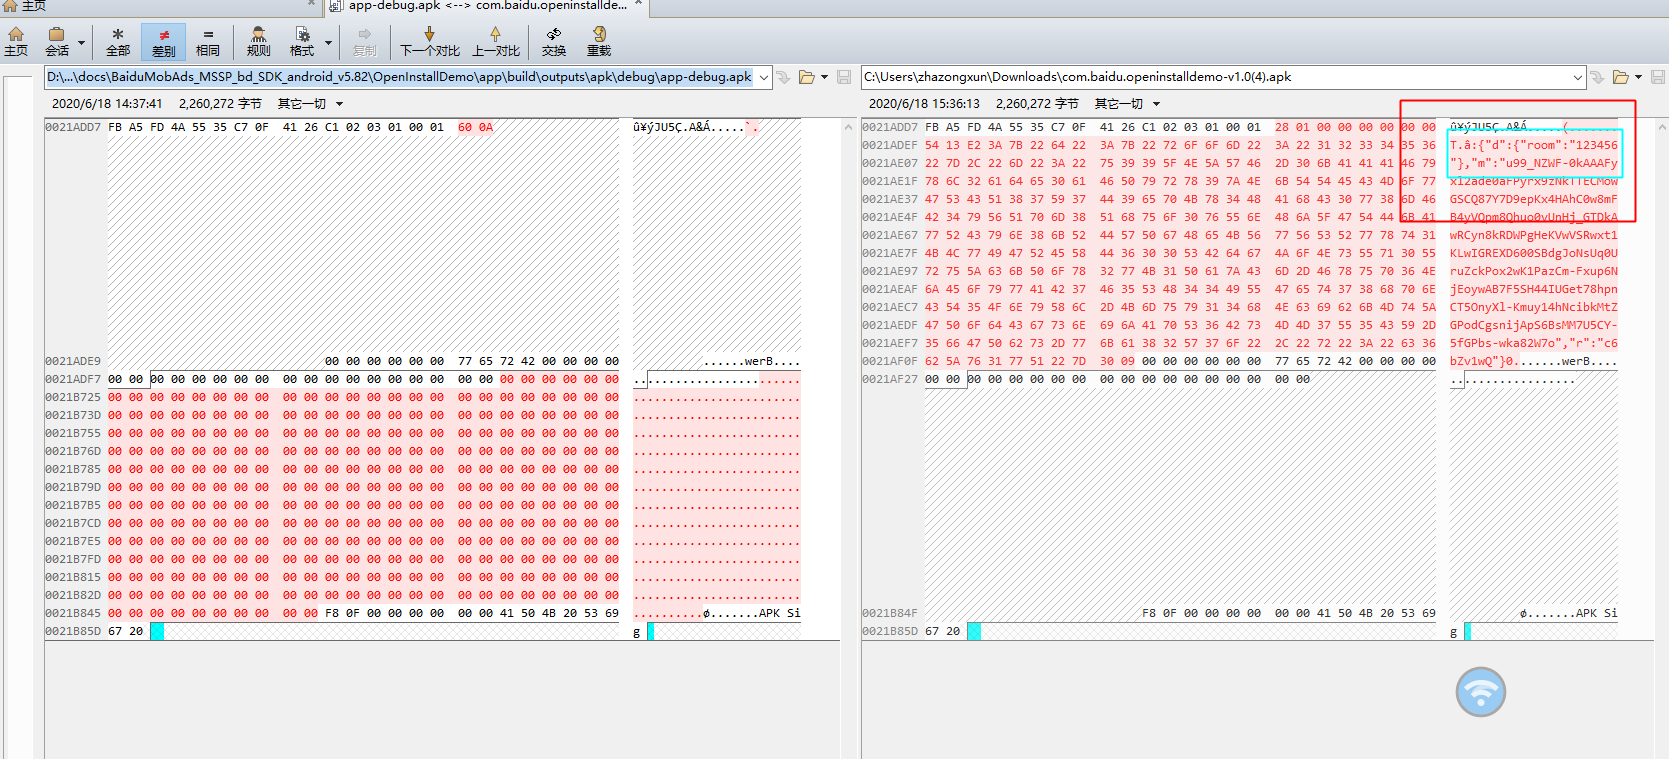 主页
app-debug.apk <--> com.baidu.openinstallde...
主页
会话
全部
差别
相同
规则
格式
复制
下一个对比
上一个对比
交换
重载
D:\...\docs\BaiduMobAds_MSSP_bd_SDK_android_v5.82\OpenInstallDemo\app\build\outputs\apk\debug\app-debug.apk
2020/6/18 14:37:41 2,260,272 字节 其它一切
0021ADD7 FB A5 FD 4A 55 35 C7 0F 41 26 C1 02 03 01 00 01 60 0A û¥ýJU5Ç.A&Á.....`.
0021ADE9 00 00 00 00 00 00 77 65 72 42 00 00 00 00 ......werB....
0021ADF7 00 00 00 00 00 00 00 00 00 00 00 00 00 00 00 00 00 00 00 00 00 00 00 00 ........................
0021B725 00 00 00 00 00 00 00 00 00 00 00 00 00 00 00 00 00 00 00 00 00 00 00 00 ........................
0021B73D 00 00 00 00 00 00 00 00 00 00 00 00 00 00 00 00 00 00 00 00 00 00 00 00 ........................
0021B755 00 00 00 00 00 00 00 00 00 00 00 00 00 00 00 00 00 00 00 00 00 00 00 00 ........................
0021B76D 00 00 00 00 00 00 00 00 00 00 00 00 00 00 00 00 00 00 00 00 00 00 00 00 ........................
0021B785 00 00 00 00 00 00 00 00 00 00 00 00 00 00 00 00 00 00 00 00 00 00 00 00 ........................
0021B79D 00 00 00 00 00 00 00 00 00 00 00 00 00 00 00 00 00 00 00 00 00 00 00 00 ........................
0021B7B5 00 00 00 00 00 00 00 00 00 00 00 00 00 00 00 00 00 00 00 00 00 00 00 00 ........................
0021B7CD 00 00 00 00 00 00 00 00 00 00 00 00 00 00 00 00 00 00 00 00 00 00 00 00 ........................
0021B7E5 00 00 00 00 00 00 00 00 00 00 00 00 00 00 00 00 00 00 00 00 00 00 00 00 ........................
0021B7FD 00 00 00 00 00 00 00 00 00 00 00 00 00 00 00 00 00 00 00 00 00 00 00 00 ........................
0021B815 00 00 00 00 00 00 00 00 00 00 00 00 00 00 00 00 00 00 00 00 00 00 00 00 ........................
0021B82D 00 00 00 00 00 00 00 00 00 00 00 00 00 00 00 00 00 00 00 00 00 00 00 00 ........................
0021B845 00 00 00 00 00 00 00 00 00 00 F8 0F 00 00 00 00 00 00 41 50 4B 20 53 69 ..........ø.......APK Si
0021B85D 67 20 g
C:\Users\zhazongxun\Downloads\com.baidu.openinstalldemo-v1.0(4).apk
2020/6/18 15:36:13 2,260,272 字节 其它一切
0021ADD7 FB A5 FD 4A 55 35 C7 0F 41 26 C1 02 03 01 00 01 28 01 00 00 00 00 00 00 û¥ýJU5Ç.A&Á.....(.......
0021ADEF 54 13 E2 3A 7B 22 64 22 3A 7B 22 72 6F 6F 6D 22 3A 22 31 32 33 34 35 36 T.â:{"d":{"room":"123456
0021AE07 22 7D 2C 22 6D 22 3A 22 75 39 39 5F 4E 5A 57 46 2D 30 6B 41 41 41 46 79 "},"m":"u99_NZWF-0kAAAFy
0021AE1F 78 6C 32 61 64 65 30 61 46 50 79 72 78 39 7A 4E 6B 54 54 45 43 4D 6F 77 xl2ade0aFPyrx9zNkTTECMow
0021AE37 47 53 43 51 38 37 59 37 44 39 65 70 4B 78 34 48 41 68 43 30 77 38 6D 46 GSCQ87Y7D9epKx4HAhC0w8mF
0021AE4F 42 34 79 56 51 70 6D 38 51 68 75 6F 30 76 55 6E 48 6A 5F 47 54 44 6B 41 B4yVQpm8Qhuo0vUnHj_GTDkA
0021AE67 77 52 43 79 6E 38 6B 52 44 57 50 67 48 65 4B 56 77 56 53 52 77 78 74 31 wRCyn8kRDWPgHeKVwVSRwxt1
0021AE7F 4B 4C 77 49 47 52 45 58 44 36 30 30 53 42 64 67 4A 6F 4E 73 55 71 30 55 KLwIGREXD600SBdgJoNsUq0U
0021AE97 72 75 5A 63 6B 50 6F 78 32 77 4B 31 50 61 7A 43 6D 2D 46 78 75 70 36 4E ruZckPox2wK1PazCm-Fxup6N
0021AEAF 6A 45 6F 79 77 41 42 37 46 35 53 48 34 34 49 55 47 65 74 37 38 68 70 6E jEoywAB7F5SH44IUGet78hpn
0021AEC7 43 54 35 4F 6E 79 58 6C 2D 4B 6D 75 79 31 34 68 4E 63 69 62 6B 4D 74 5A CT5OnyXl-Kmuy14hNcibkMtZ
0021AEDF 47 50 6F 64 43 67 73 6E 69 6A 41 70 53 36 42 73 4D 4D 37 55 35 43 59 2D GPodCgsnijApS6BsMM7U5CY-
0021AEF7 35 66 47 50 62 73 2D 77 6B 61 38 32 57 37 6F 22 2C 22 72 22 3A 22 63 36 5fGPbs-wka82W7o","r":"c6
0021AF0F 62 5A 76 31 77 51 22 7D 30 09 00 00 00 00 00 00 77 65 72 42 00 00 00 00 bZv1wQ"}0.......werB....
0021AF27 00 00 00 00 00 00 00 00 00 00 00 00 00 00 00 00 00 00 ..................
0021B84F F8 0F 00 00 00 00 00 00 41 50 4B 20 53 69 ø.......APK Si
0021B85D 67 20 g